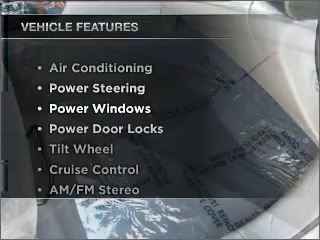 VEHICLE FEATURES
• Air Conditioning
• Power Steering
• Power Windows
• Power Door Locks
• Tilt Wheel
• Cruise Control
• AM/FM Stereo